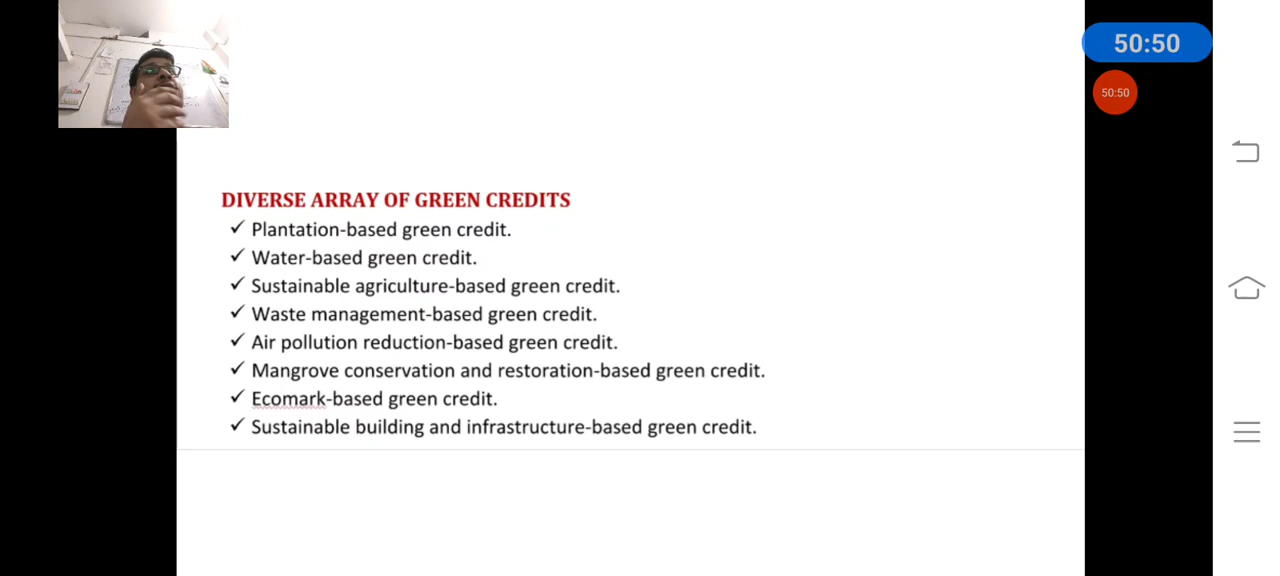 50:50
50:50
DIVERSE ARRAY OF GREEN CREDITS
✓ Plantation-based green credit.
✓ Water-based green credit.
✓ Sustainable agriculture-based green credit.
✓ Waste management-based green credit.
✓ Air pollution reduction-based green credit.
✓ Mangrove conservation and restoration-based green credit.
✓ Ecomark-based green credit.
✓ Sustainable building and infrastructure-based green credit.